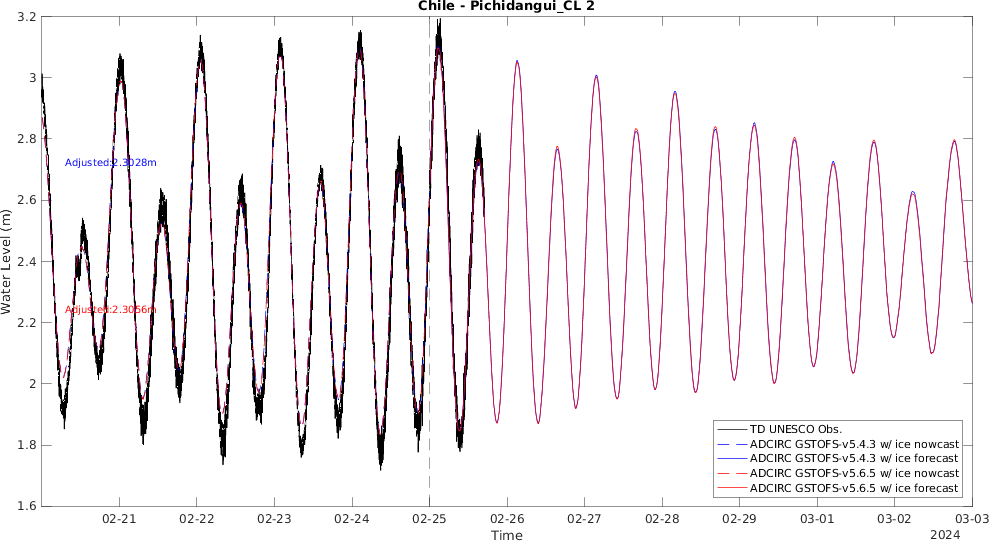 Chile - Pichidangui_CL 2
3.2
3
2.8
2.6
2.4
2.2
2
1.8
1.6
Water Level (m)
Adjusted:2.3028m
Adjusted:2.3056m
TD UNESCO Obs.
ADCIRC GSTOFS-v5.4.3 w/ ice nowcast
ADCIRC GSTOFS-v5.4.3 w/ ice forecast
ADCIRC GSTOFS-v5.6.5 w/ ice nowcast
ADCIRC GSTOFS-v5.6.5 w/ ice forecast
02-21 02-22 02-23 02-24 02-25 02-26 02-27 02-28 02-29 03-01 03-02 03-03
Time
2024